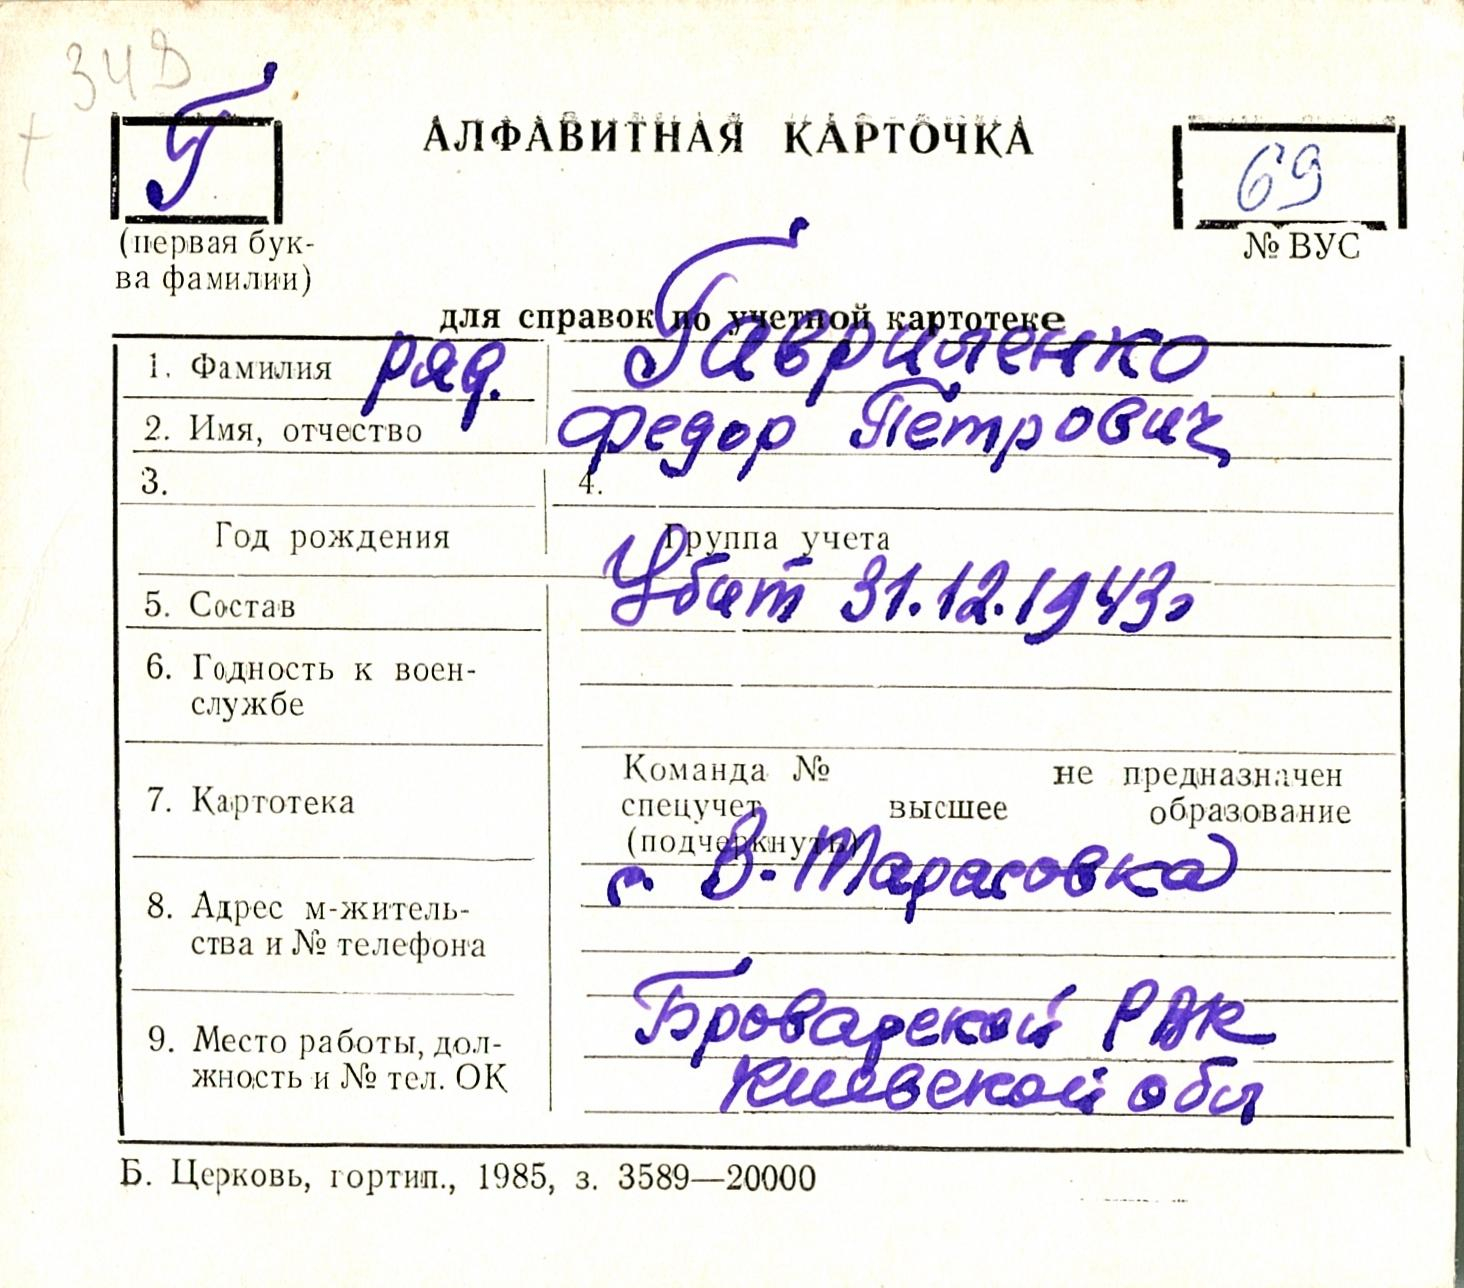 34 В
Г
АЛФАВИТНАЯ КАРТОЧКА
69
(первая бук-
ва фамилии)
№ ВУС
для справок по учетной картотеке
1. Фамилия ряд. Гавриленко
2. Имя, отчество Федор Петрович
3. 4.
Год рождения Группа учета
Убит 31.12.1943г
5. Состав
6. Годность к воен-
службе
7. Картотека
Команда № не предназначен
спецучет высшее образование
(подчеркнуть)
с. В. Тарасовка
8. Адрес м-житель-
ства и № телефона
Броварской РВК
9. Место работы, дол-
жность и № тел. ОК
Киевской обл
Б. Церковь, гортип., 1985, з. 3589—20000